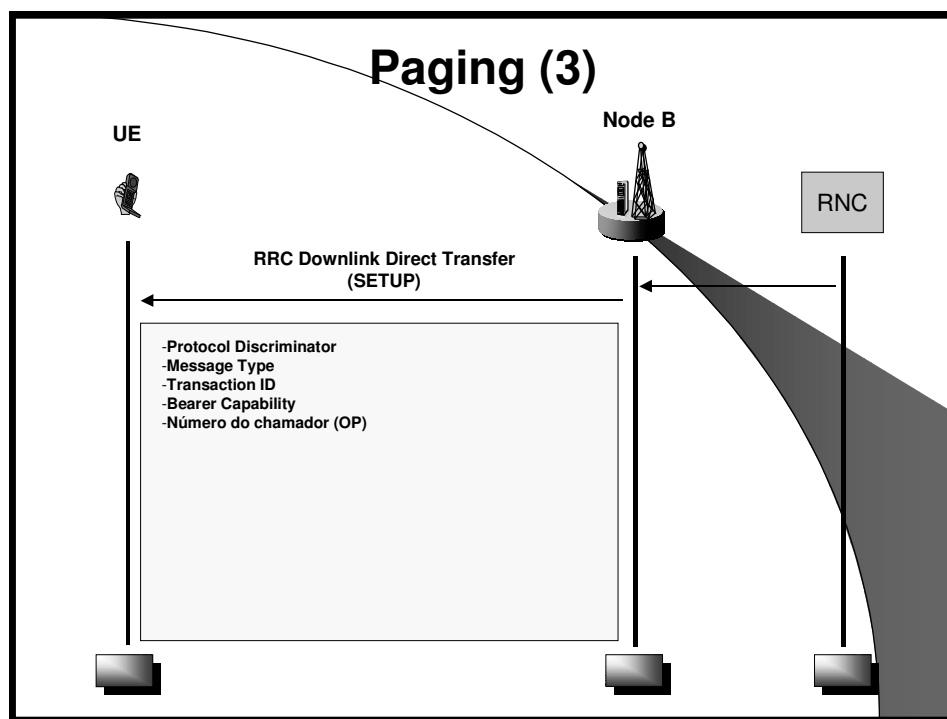 Paging (3)
Node B
UE
RNC
RRC Downlink Direct Transfer
(SETUP)
-Protocol Discriminator
-Message Type
-Transaction ID
-Bearer Capability
-Número do chamador (OP)